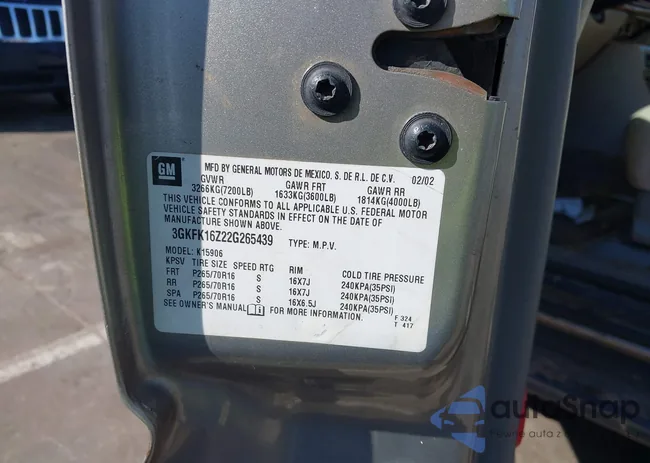 GM
MFD BY GENERAL MOTORS DE MEXICO. S. DE R.L. DE C.V. 02/02
GVWR GAWR FRT GAWR RR
3266KG(7200LB) 1633KG(3600LB) 1814KG(4000LB)
THIS VEHICLE CONFORMS TO ALL APPLICABLE U.S. FEDERAL MOTOR
VEHICLE SAFETY STANDARDS IN EFFECT ON THE DATE OF
MANUFACTURE SHOWN ABOVE.
3GKFK16Z22G265439 TYPE: M.P.V.
MODEL: K15906
KPSV TIRE SIZE SPEED RTG RIM COLD TIRE PRESSURE
FRT P265/70R16 S 16X7J 240KPA(35PSI)
RR P265/70R16 S 16X7J 240KPA(35PSI)
SPA P265/70R16 S 16X6.5J 240KPA(35PSI)
SEE OWNER'S MANUAL FOR MORE INFORMATION.
F 324
T 417
autoSnap